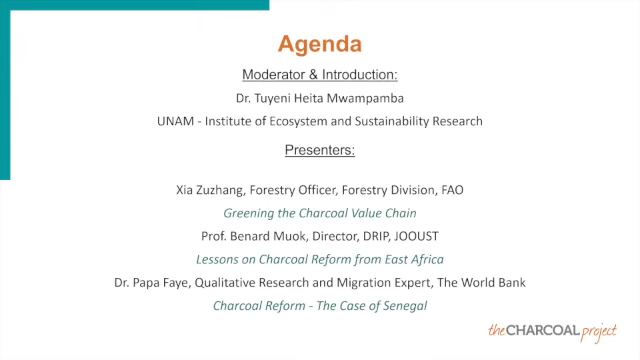 Agenda
Moderator & Introduction:
Dr. Tuyeni Heita Mwampamba
UNAM - Institute of Ecosystem and Sustainability Research
Presenters:
Xia Zuzhang, Forestry Officer, Forestry Division, FAO
Greening the Charcoal Value Chain
Prof. Benard Muok, Director, DRIP, JOOUST
Lessons on Charcoal Reform from East Africa
Dr. Papa Faye, Qualitative Research and Migration Expert, The World Bank
Charcoal Reform - The Case of Senegal
theCHARCOALproject